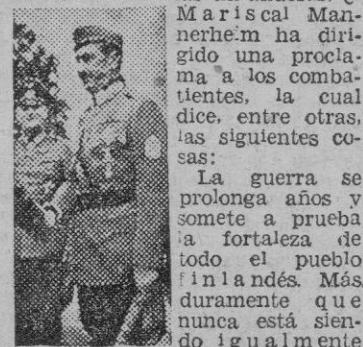 Mariscal Man-
nerheim ha diri-
gido una procla-
ma a los comba-
tientes, la cual
dice, entre otras,
las siguientes co-
sas:
La guerra se
prolonga años y
somete a prueba
la fortaleza de
todo el pueblo
finlandés. Más
duramente que
nunca está sien-
do igualmente